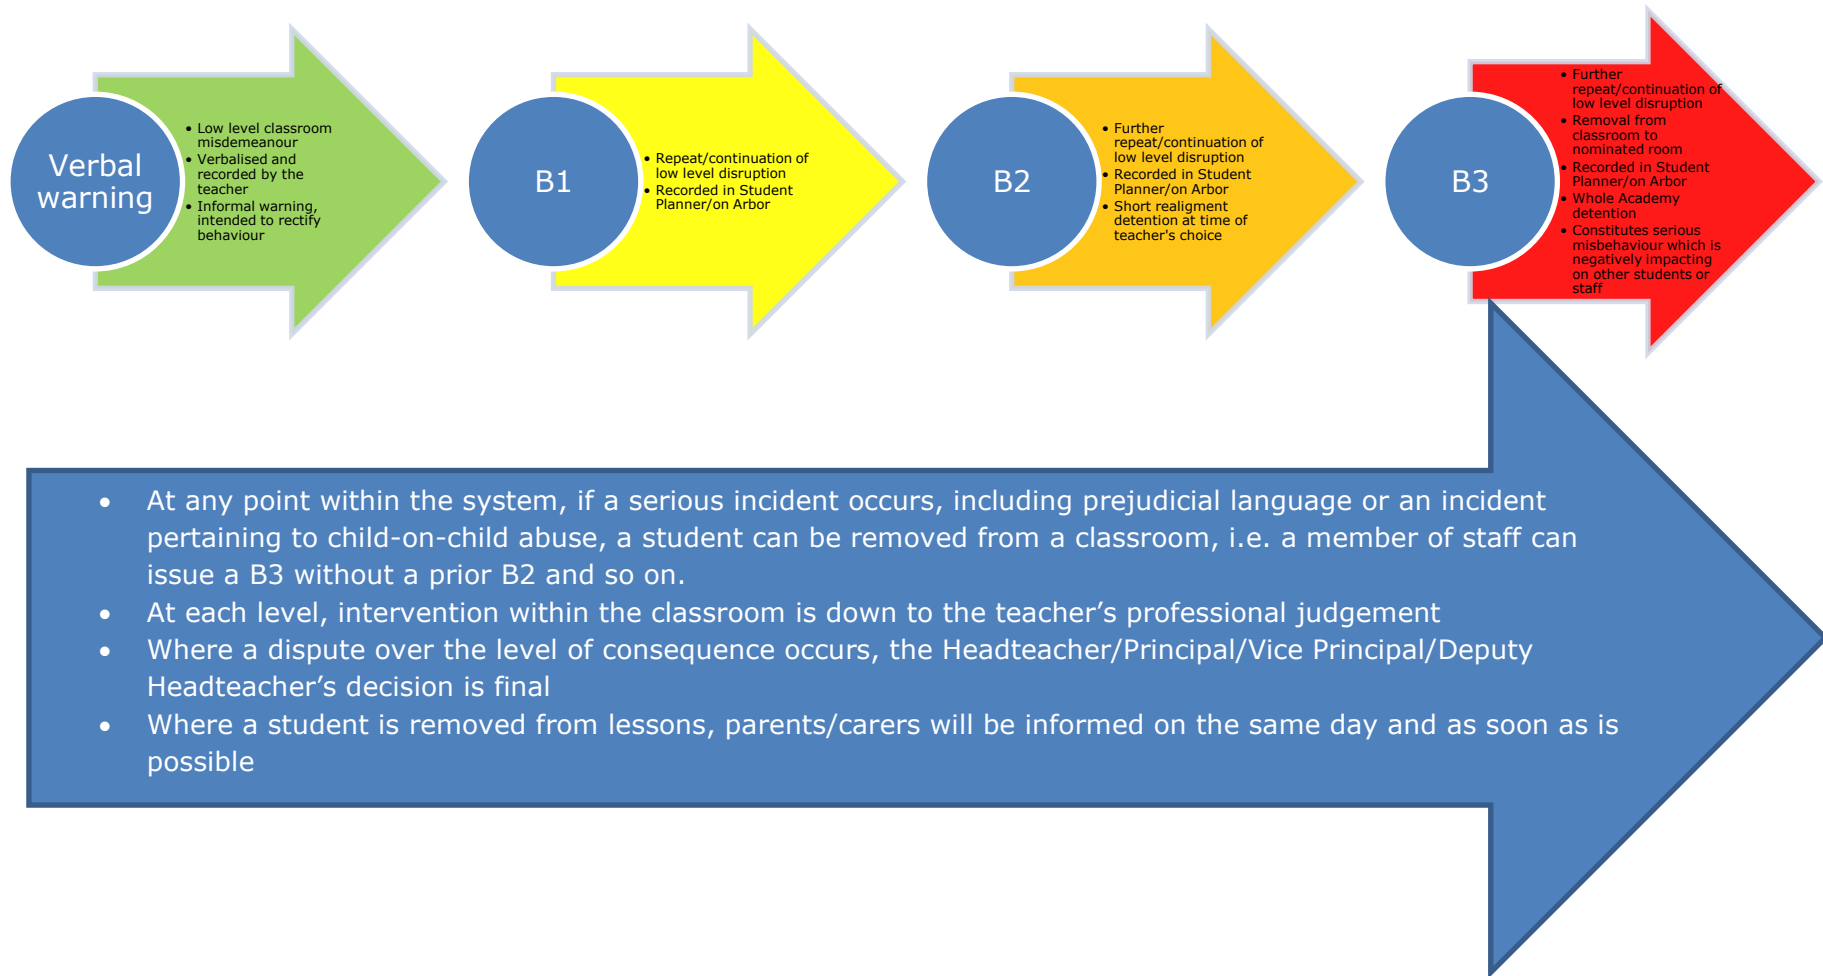 Verbal
warning
• Low level classroom
misdemeanour
• Verbalised and
recorded by the
teacher
• Informal warning,
intended to rectify
behaviour
B1
• Repeat/continuation of
low level disruption
• Recorded in Student
Planner/on Arbor
B2
• Further
repeat/continuation of
low level disruption
• Recorded in Student
Planner/on Arbor
• Short realigment
detention at time of
teacher's choice
B3
• Further
repeat/continuation of
low level disruption
• Removal from
classroom to
nominated room
• Recorded in Student
Planner/on Arbor
• Whole Academy
detention
• Constitutes serious
misbehaviour which is
negatively impacting
on other students or
staff
• At any point within the system, if a serious incident occurs, including prejudicial language or an incident
pertaining to child-on-child abuse, a student can be removed from a classroom, i.e. a member of staff can
issue a B3 without a prior B2 and so on.
• At each level, intervention within the classroom is down to the teacher’s professional judgement
• Where a dispute over the level of consequence occurs, the Headteacher/Principal/Vice Principal/Deputy
Headteacher’s decision is final
• Where a student is removed from lessons, parents/carers will be informed on the same day and as soon as is
possible